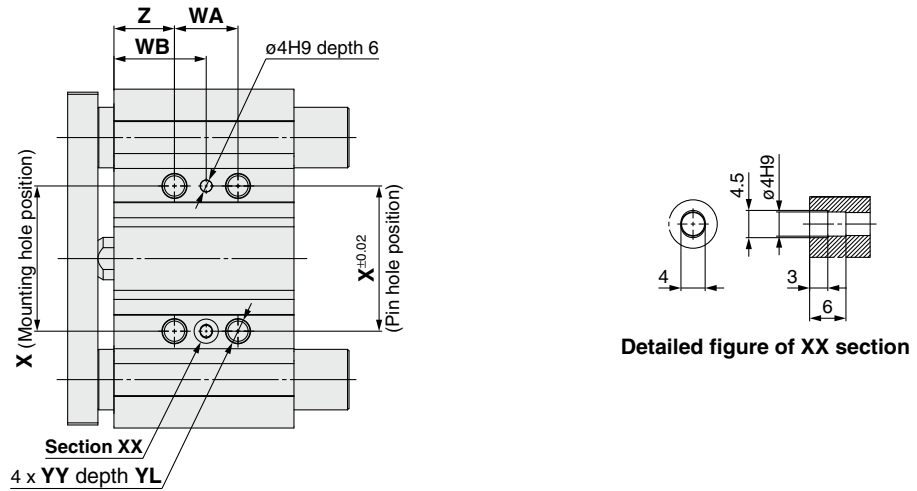 Z
WA
WB
ø4H9 depth 6
X (Mounting hole position)
X±0.02
(Pin hole position)
Section XX
4 x YY depth YL
4.5
ø4H9
4
3
6
Detailed figure of XX section